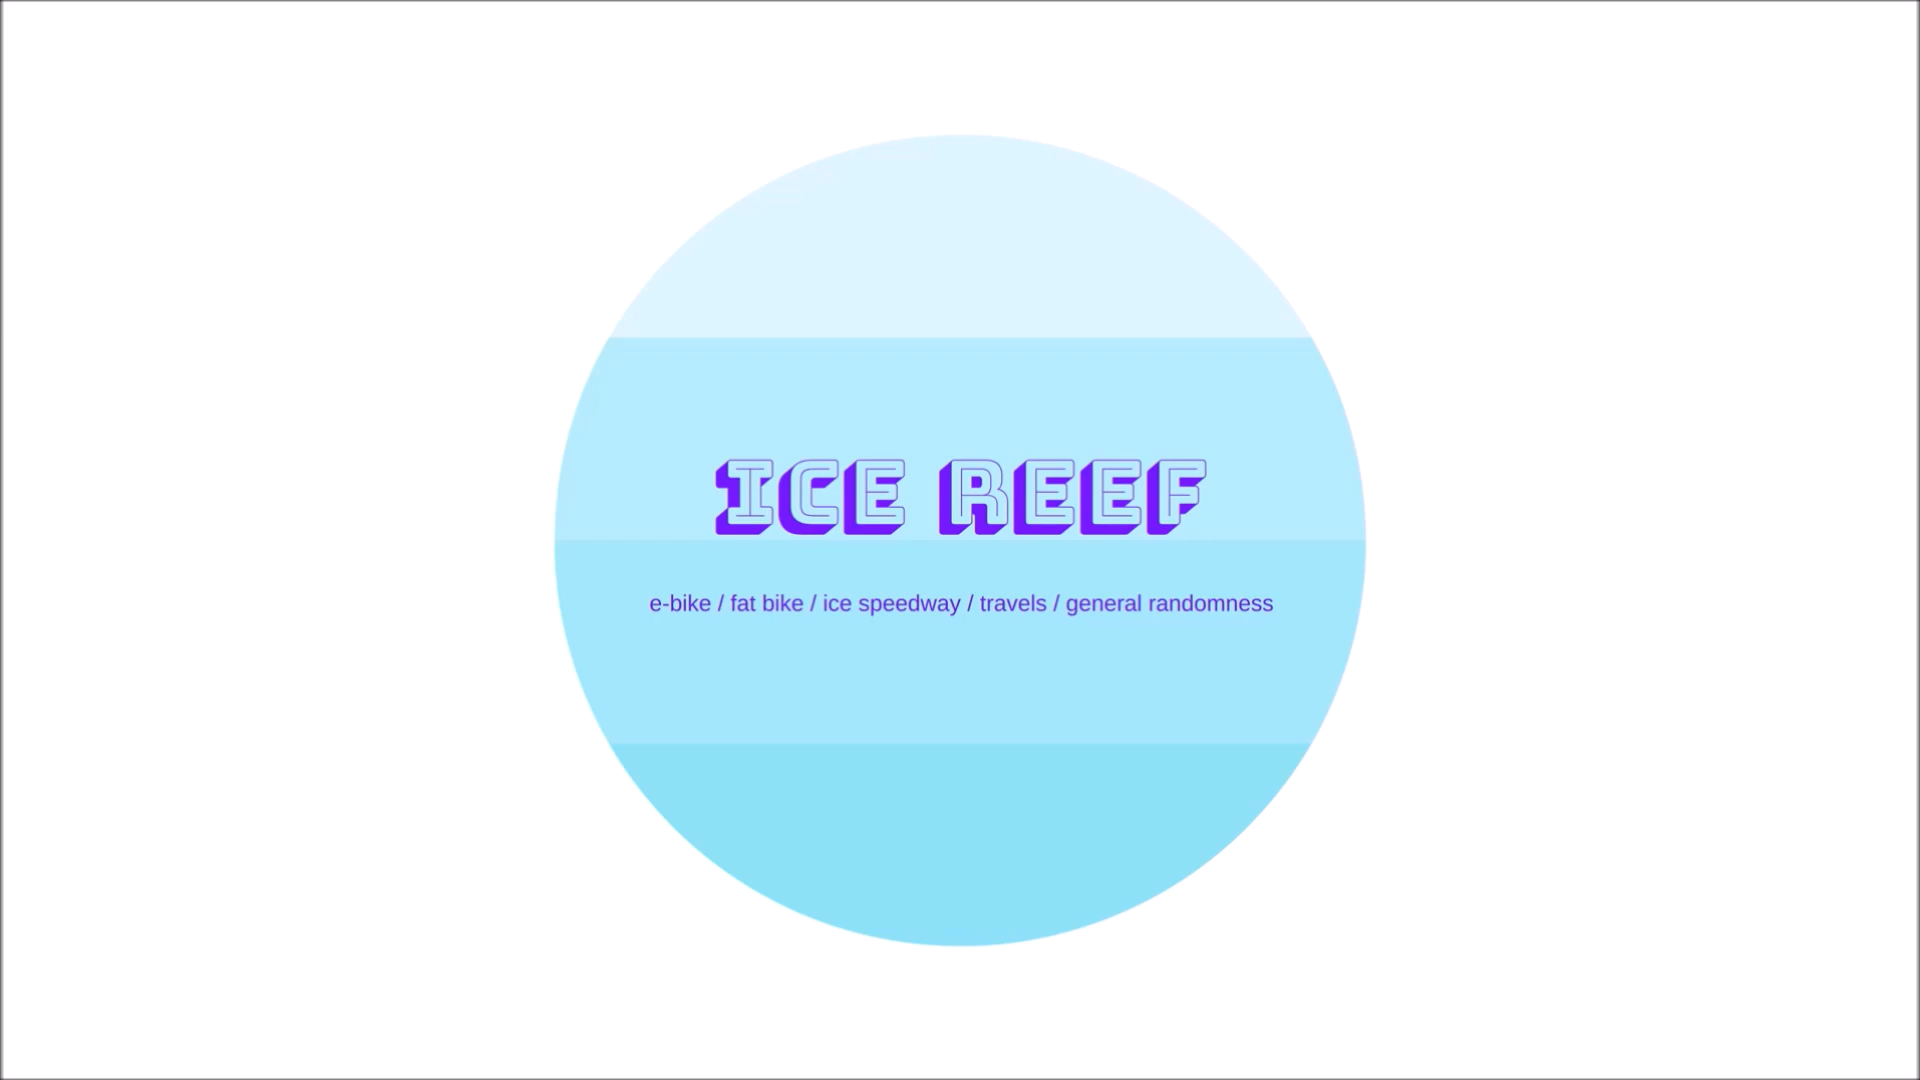 ICE REEF
e-bike / fat bike / ice speedway / travels / general randomness